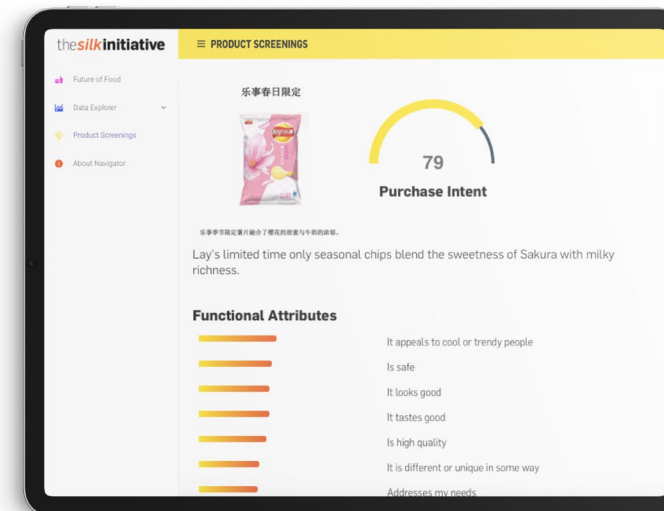 thesilkinitiative
PRODUCT SCREENINGS
Future of Food
Data Explorer
Product Screenings
About Navigator
乐事春日限定
79
Purchase Intent
乐事季节限定薯片融合了樱花的甜蜜与牛奶的浓郁。
Lay's limited time only seasonal chips blend the sweetness of Sakura with milky
richness.
Functional Attributes
It appeals to cool or trendy people
Is safe
It looks good
It tastes good
Is high quality
It is different or unique in some way
Addresses my needs